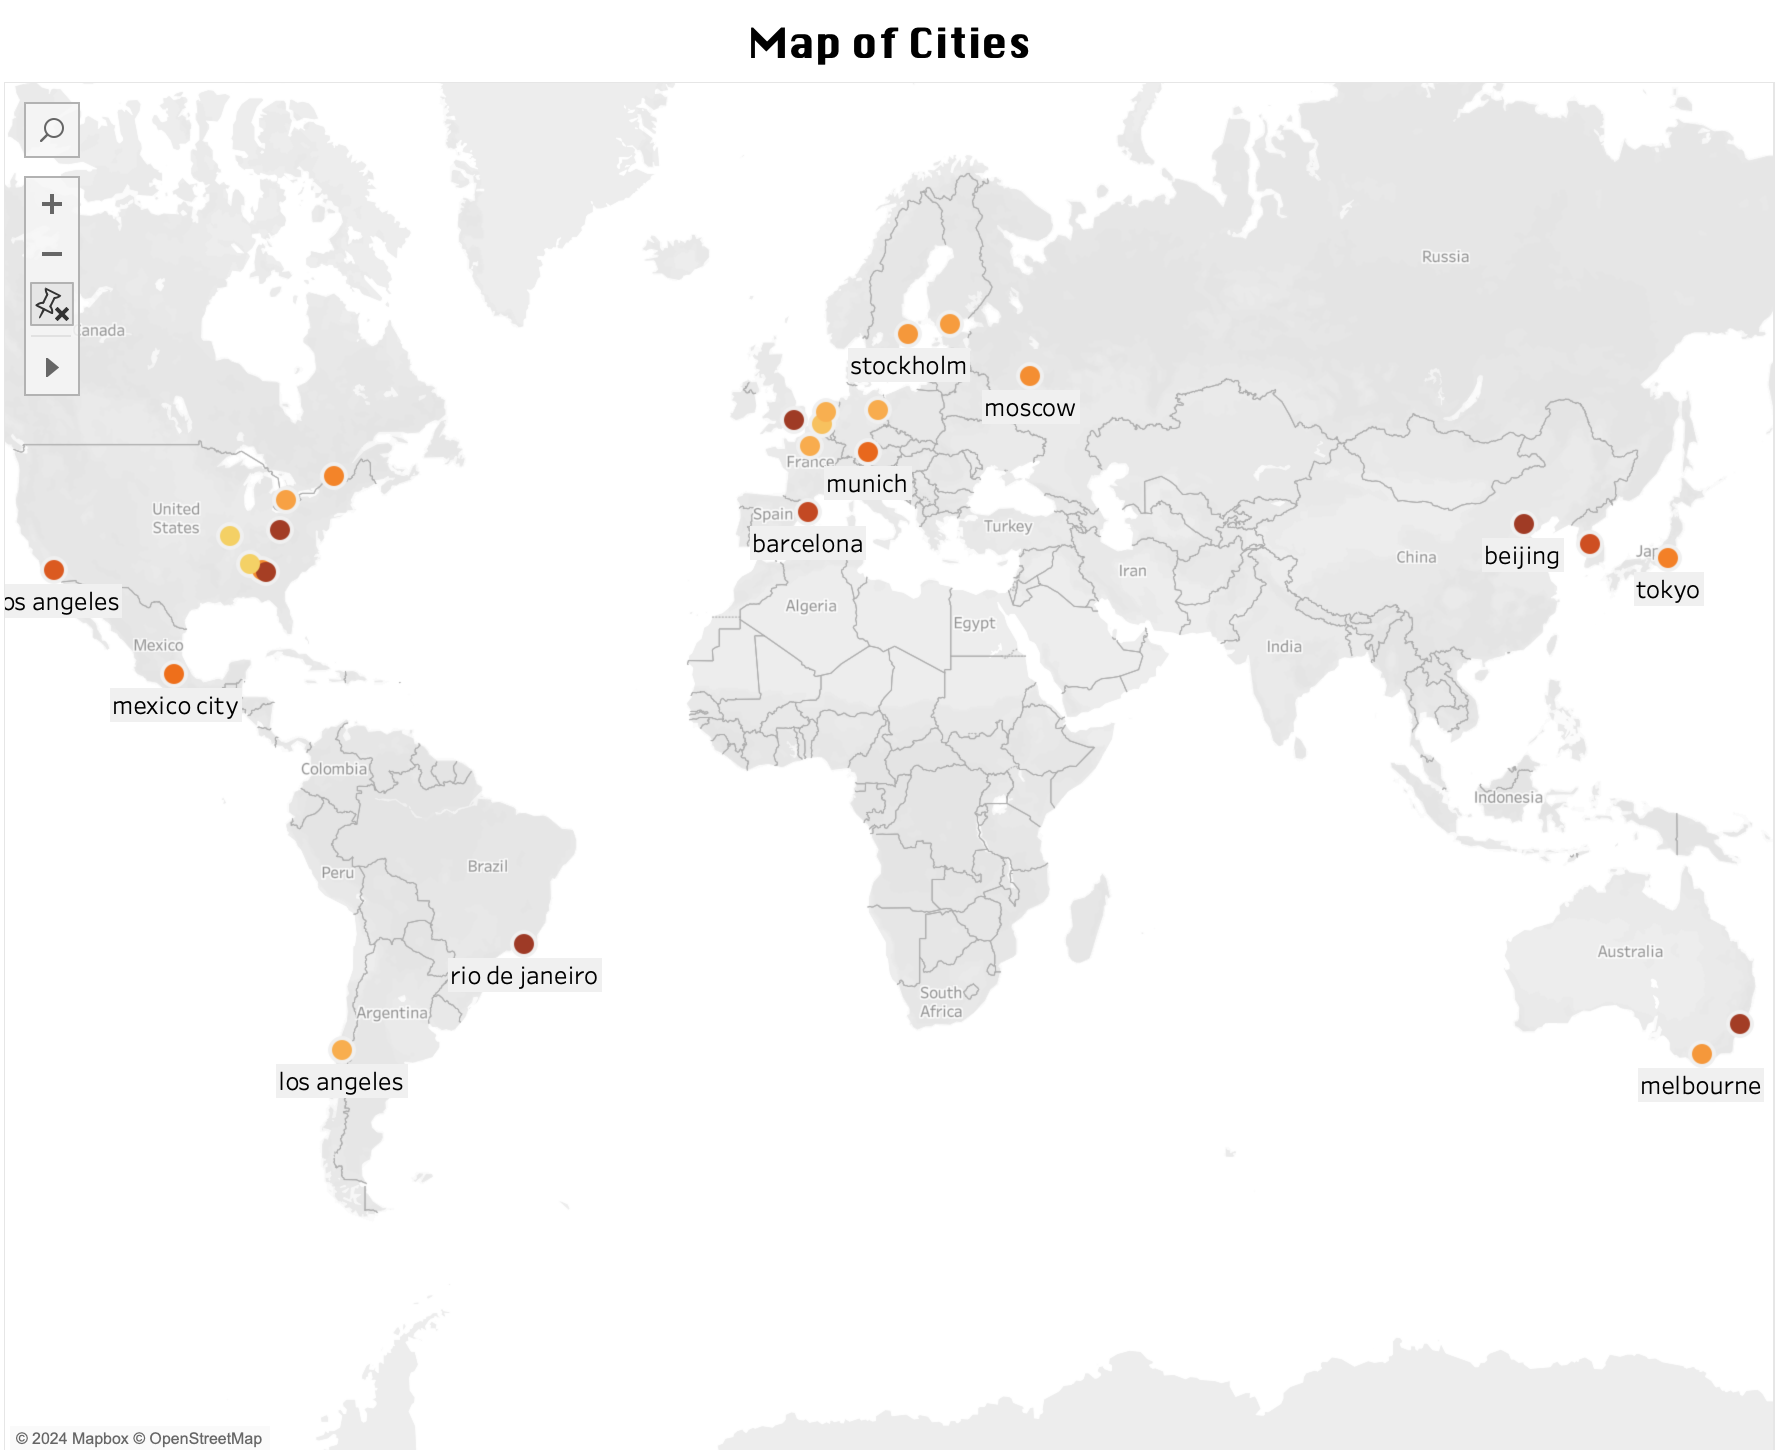 Map of Cities
Russia
anada
stockholm
moscow
France
munich
United
States
Spain
barcelona
Turkey
beijing
China
Jap
tokyo
Iran
os angeles
Algeria
Egypt
India
Mexico
mexico city
Colombia
Indonesia
Peru
Brazil
Australia
rio de janeiro
South
Africa
Argentina
los angeles
melbourne
© 2024 Mapbox © OpenStreetMap